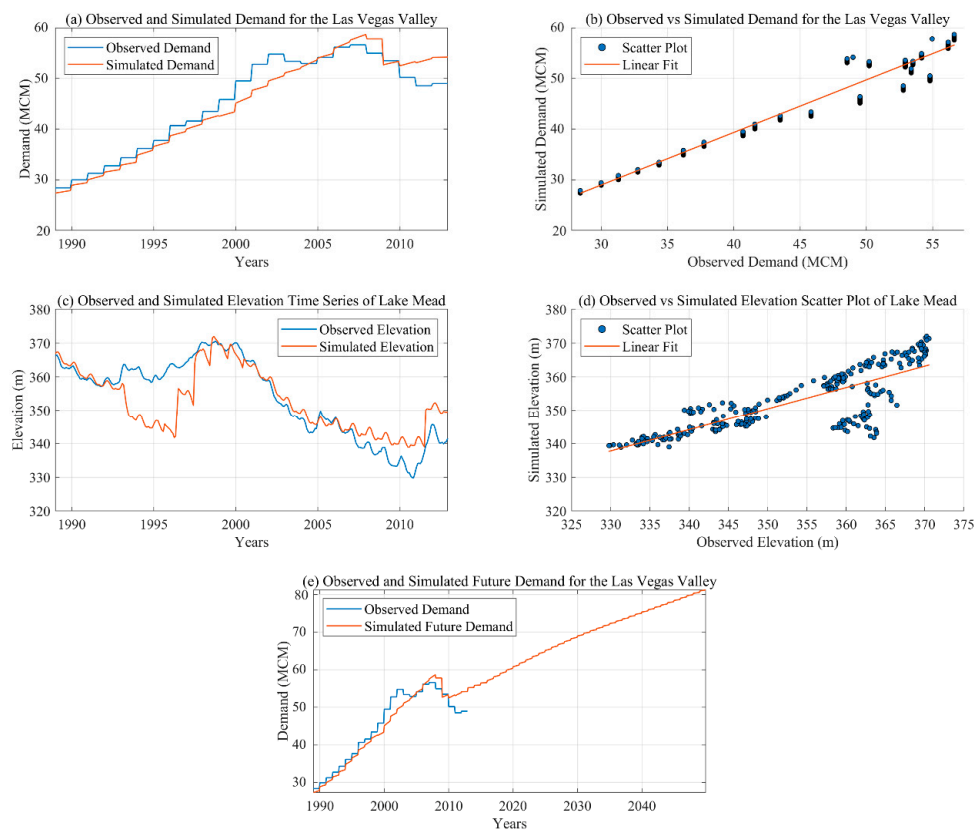 (a) Observed and Simulated Demand for the Las Vegas Valley
Demand (MCM)
60
50
40
30
20
Observed Demand
Simulated Demand
1990 1995 2000 2005 2010
Years
(b) Observed vs Simulated Demand for the Las Vegas Valley
Simulated Demand (MCM)
60
50
40
30
20
Scatter Plot
Linear Fit
30 35 40 45 50 55
Observed Demand (MCM)
(c) Observed and Simulated Elevation Time Series of Lake Mead
Elevation (m)
380
370
360
350
340
330
320
Observed Elevation
Simulated Elevation
1990 1995 2000 2005 2010
Years
(d) Observed vs Simulated Elevation Scatter Plot of Lake Mead
Simulated Elevation (m)
380
370
360
350
340
330
320
Scatter Plot
Linear Fit
325 330 335 340 345 350 355 360 365 370 375
Observed Elevation (m)
(e) Observed and Simulated Future Demand for the Las Vegas Valley
Demand (MCM)
80
70
60
50
40
30
Observed Demand
Simulated Future Demand
1990 2000 2010 2020 2030 2040
Years